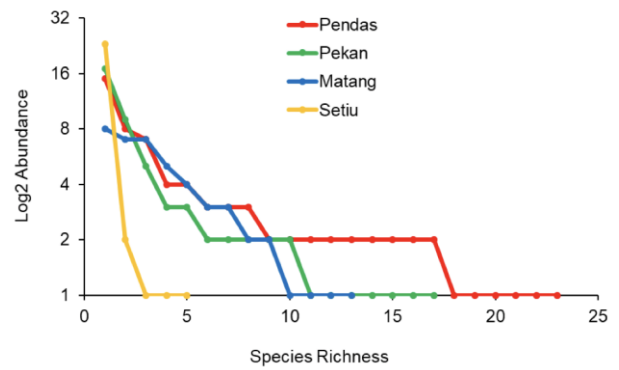 32
16
8
4
2
1
Log2 Abundance
Pendas
Pekan
Matang
Setiu
0
5
10
15
20
25
Species Richness